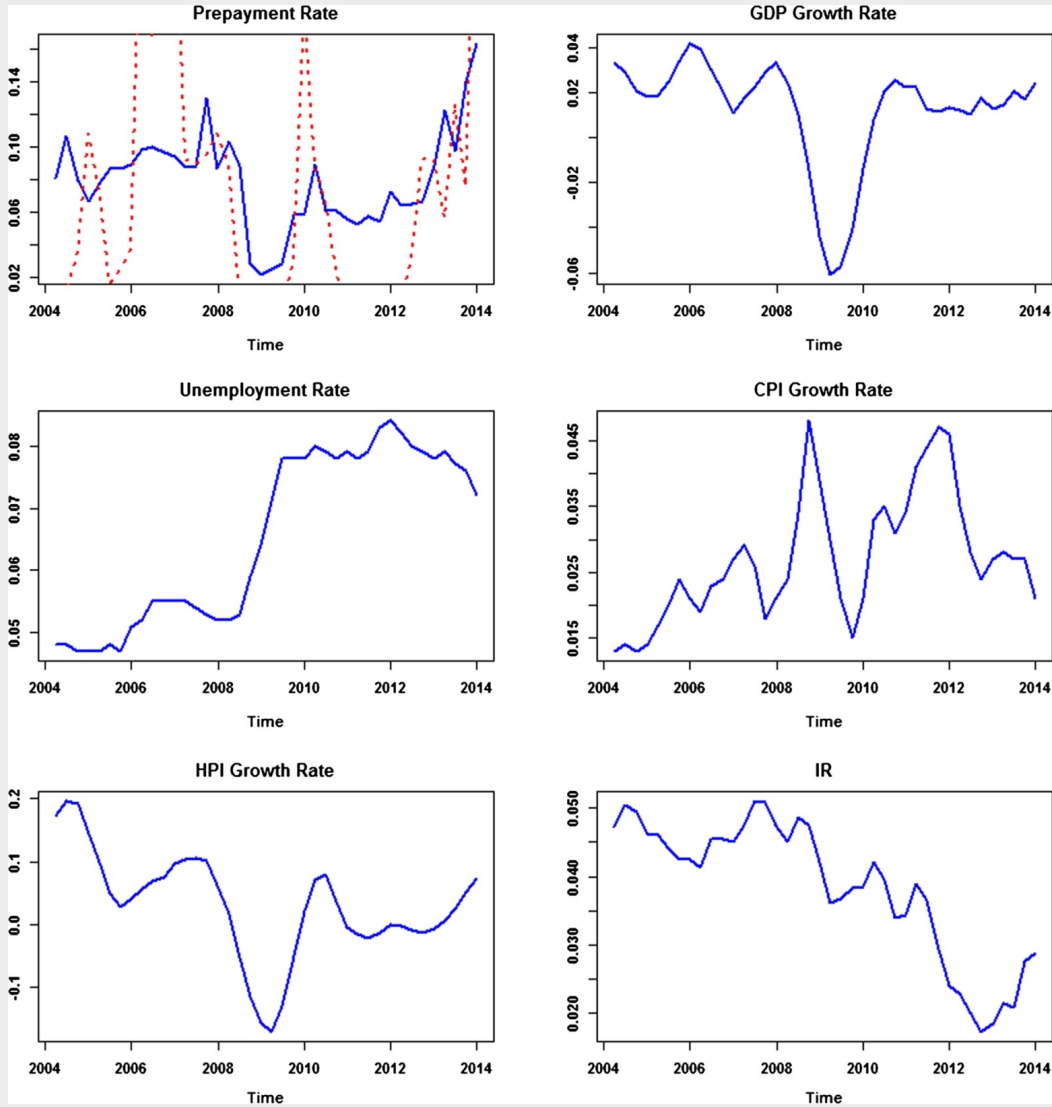 Prepayment Rate
0.14
0.10
0.06
0.02
2004 2006 2008 2010 2012 2014
Time
GDP Growth Rate
0.04
0.02
-0.02
-0.06
2004 2006 2008 2010 2012 2014
Time
Unemployment Rate
0.08
0.07
0.06
0.05
2004 2006 2008 2010 2012 2014
Time
CPI Growth Rate
0.045
0.035
0.025
0.015
2004 2006 2008 2010 2012 2014
Time
HPI Growth Rate
0.2
0.1
0.0
-0.1
2004 2006 2008 2010 2012 2014
Time
IR
0.050
0.040
0.030
0.020
2004 2006 2008 2010 2012 2014
Time